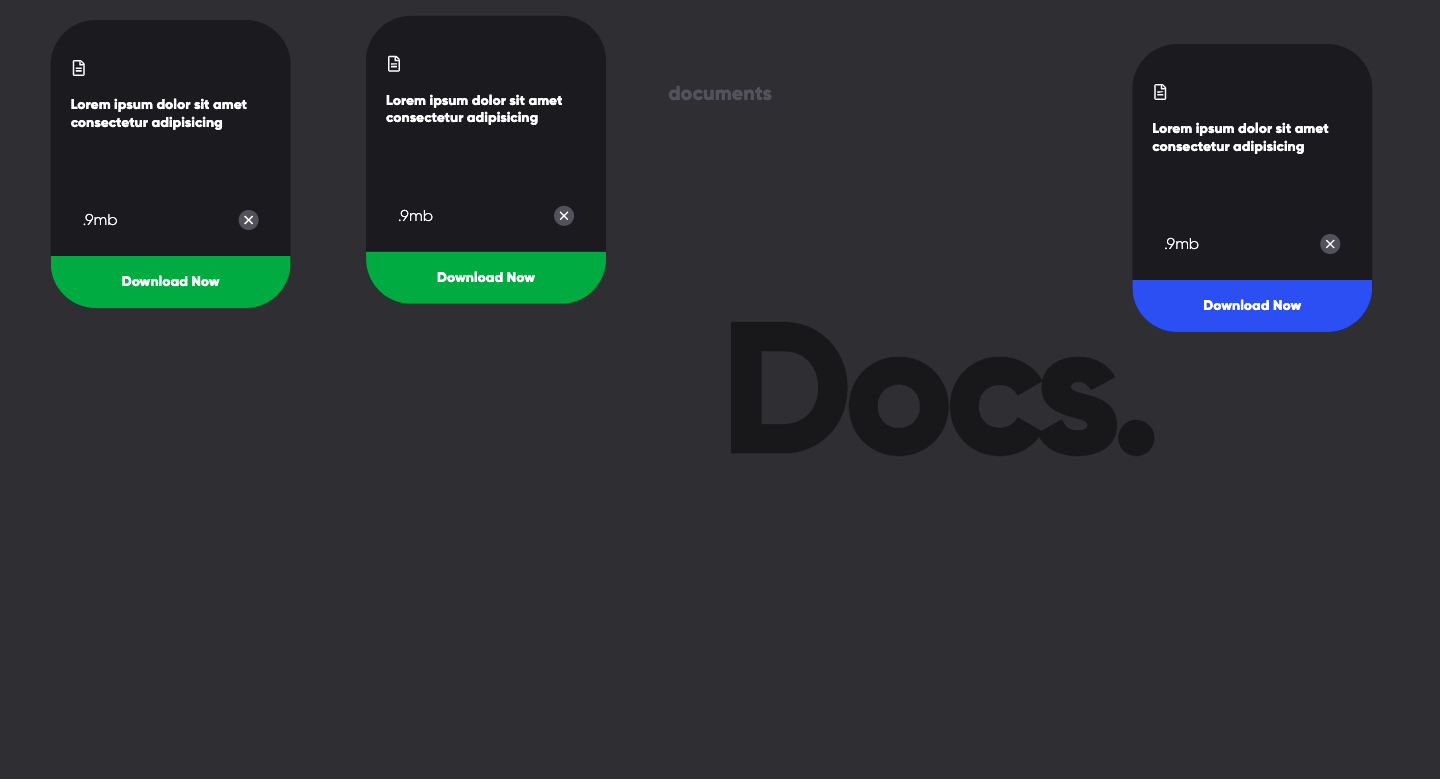 Lorem ipsum dolor sit amet
consectetur adipisicing
.9mb
Download Now
Lorem ipsum dolor sit amet
consectetur adipisicing
.9mb
Download Now
documents
Docs.
Lorem ipsum dolor sit amet
consectetur adipisicing
.9mb
Download Now